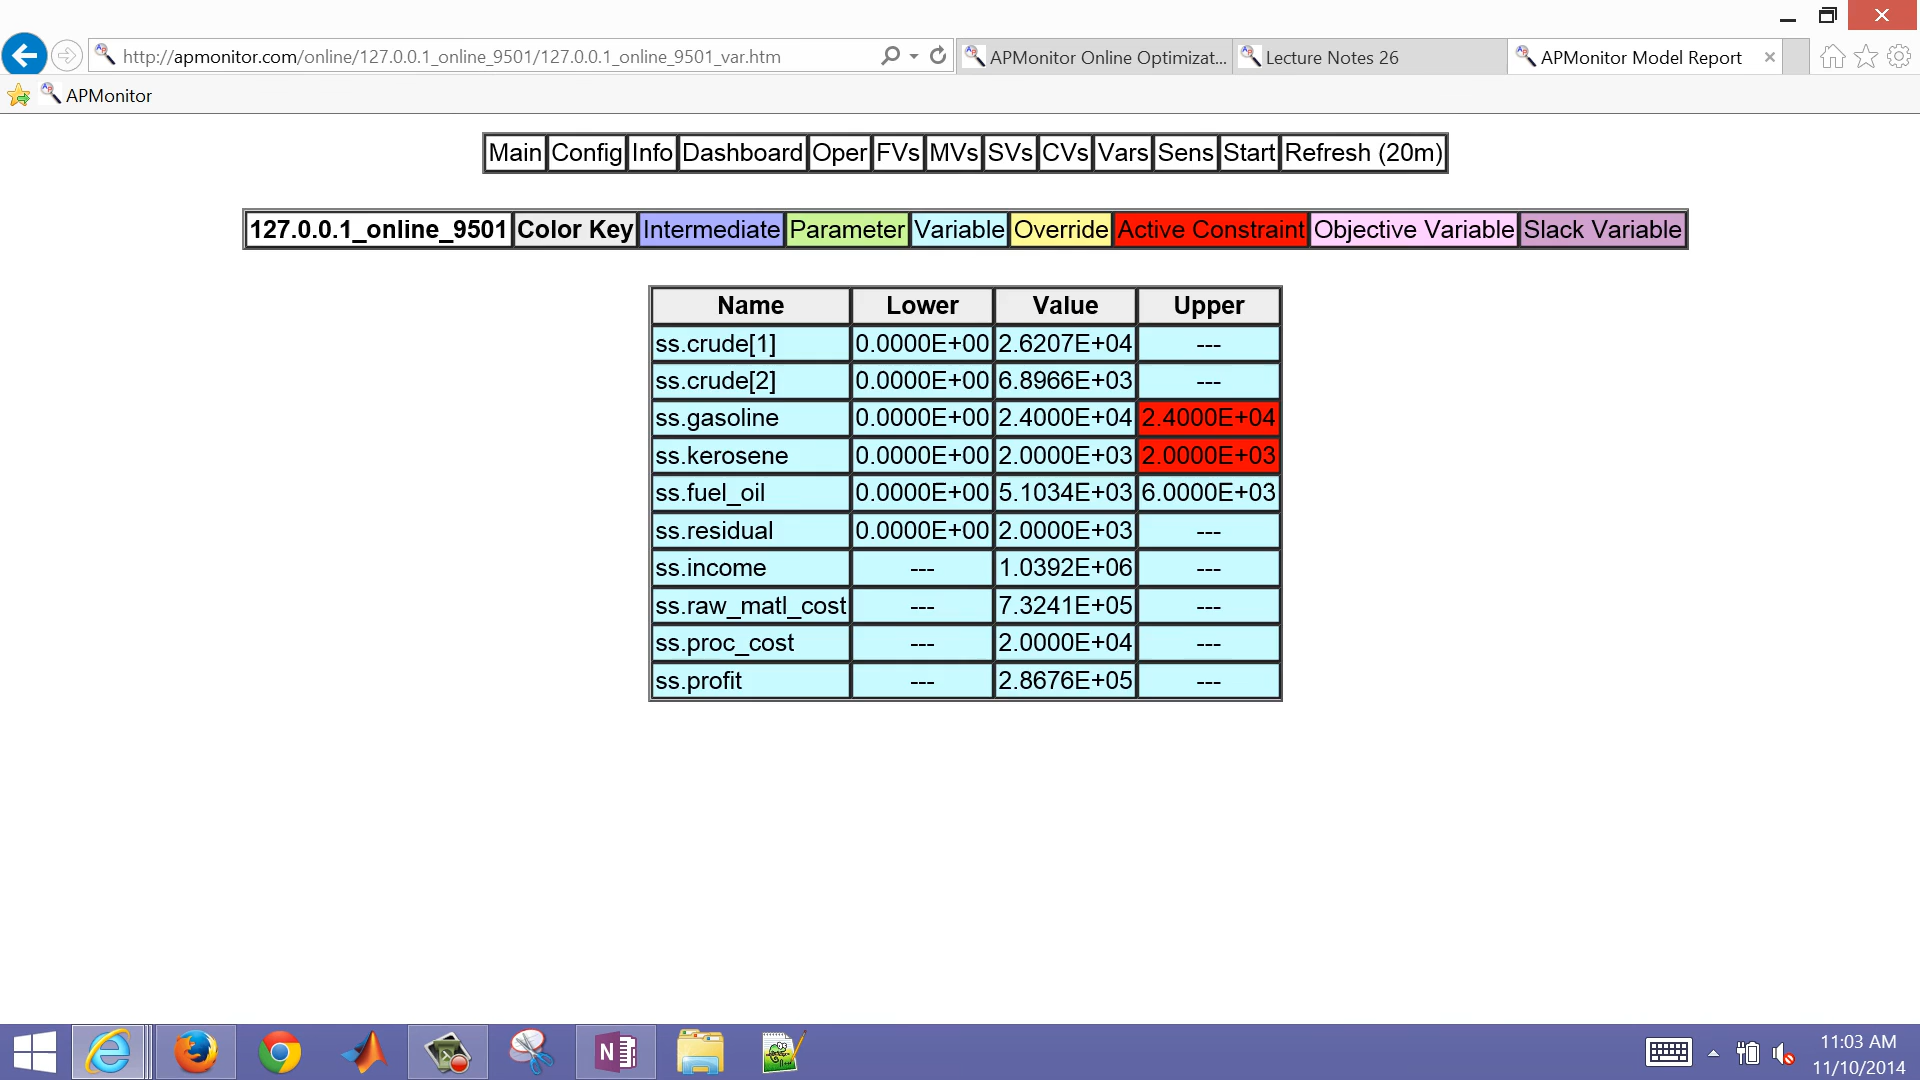 http://apmonitor.com/online/127.0.0.1_online_9501/127.0.0.1_online_9501_var.htm
APMonitor Online Optimizat...
Lecture Notes 26
APMonitor Model Report
APMonitor
Main Config Info Dashboard Oper FVs MVs SVs CVs Vars Sens Start Refresh (20m)
127.0.0.1_online_9501 Color Key Intermediate Parameter Variable Override Active Constraint Objective Variable Slack Variable
Name Lower Value Upper
ss.crude[1] 0.0000E+00 2.6207E+04 ---
ss.crude[2] 0.0000E+00 6.8966E+03 ---
ss.gasoline 0.0000E+00 2.4000E+04 2.4000E+04
ss.kerosene 0.0000E+00 2.0000E+03 2.0000E+03
ss.fuel_oil 0.0000E+00 5.1034E+03 6.0000E+03
ss.residual 0.0000E+00 2.0000E+03 ---
ss.income --- 1.0392E+06 ---
ss.raw_matl_cost --- 7.3241E+05 ---
ss.proc_cost --- 2.0000E+04 ---
ss.profit --- 2.8676E+05 ---
N
11:03 AM
11/10/2014